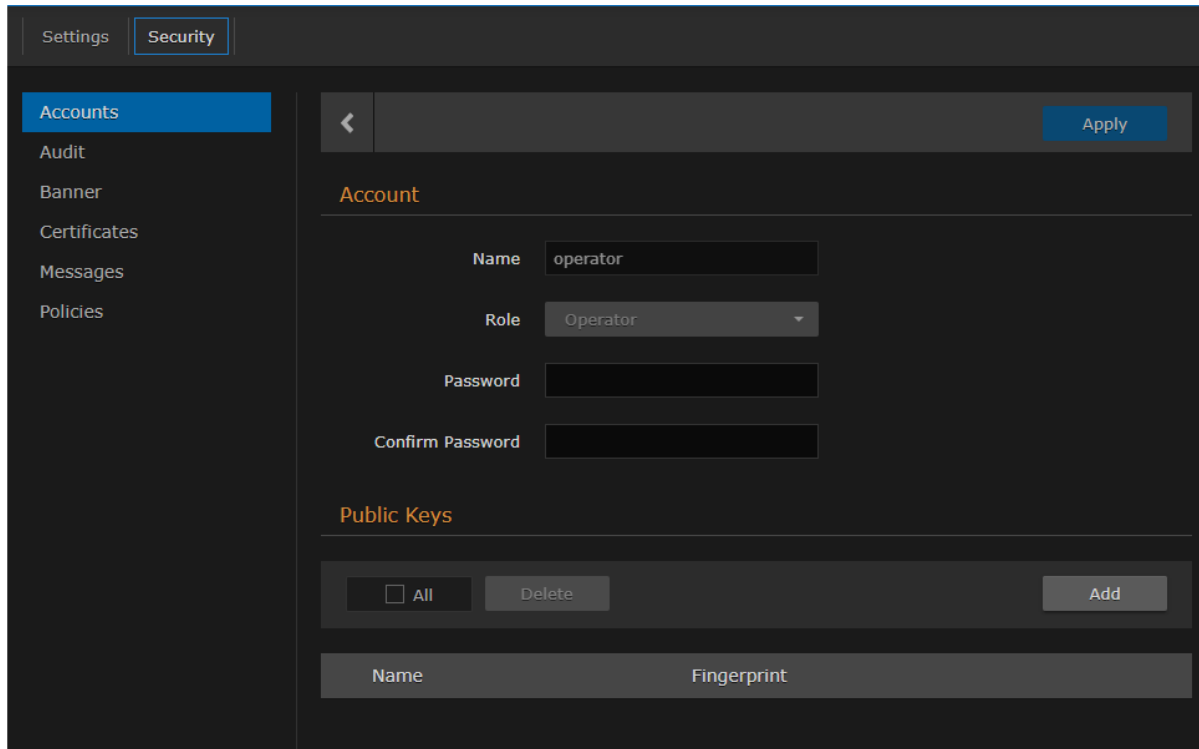 Settings Security
Accounts
Audit
Banner
Certificates
Messages
Policies
Apply
Account
Name operator
Role Operator
Password
Confirm Password
Public Keys
All Delete Add
Name Fingerprint